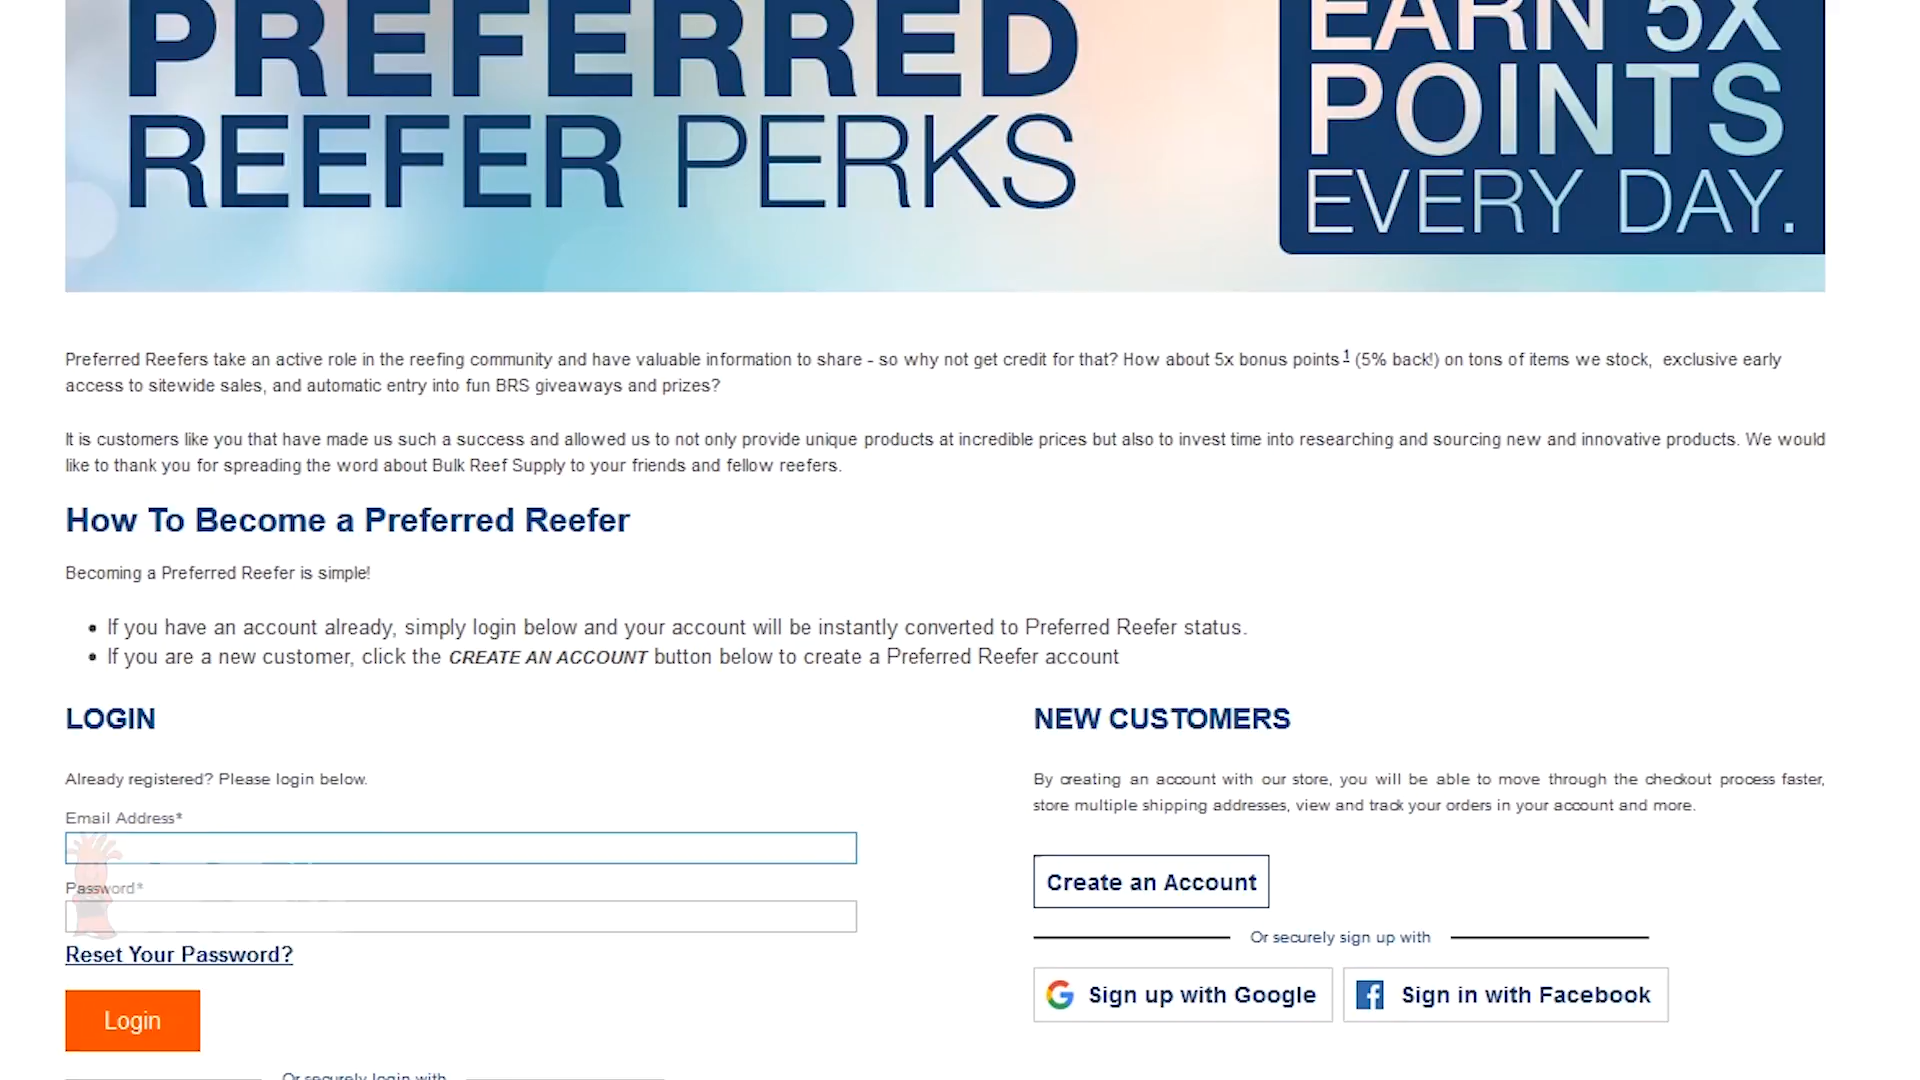 PREFERRED
REEFER PERKS
EARN 5X
POINTS
EVERY DAY.
Preferred Reefers take an active role in the reefing community and have valuable information to share - so why not get credit for that? How about 5x bonus points 1 (5% back!) on tons of items we stock, exclusive early
access to sitewide sales, and automatic entry into fun BRS giveaways and prizes?
It is customers like you that have made us such a success and allowed us to not only provide unique products at incredible prices but also to invest time into researching and sourcing new and innovative products. We would
like to thank you for spreading the word about Bulk Reef Supply to your friends and fellow reefers.
How To Become a Preferred Reefer
Becoming a Preferred Reefer is simple!
• If you have an account already, simply login below and your account will be instantly converted to Preferred Reefer status.
• If you are a new customer, click the CREATE AN ACCOUNT button below to create a Preferred Reefer account
LOGIN
Already registered? Please login below.
Email Address*
Password*
Reset Your Password?
Login
Or securely login with
NEW CUSTOMERS
By creating an account with our store, you will be able to move through the checkout process faster,
store multiple shipping addresses, view and track your orders in your account and more.
Create an Account
Or securely sign up with
Sign up with Google
Sign in with Facebook